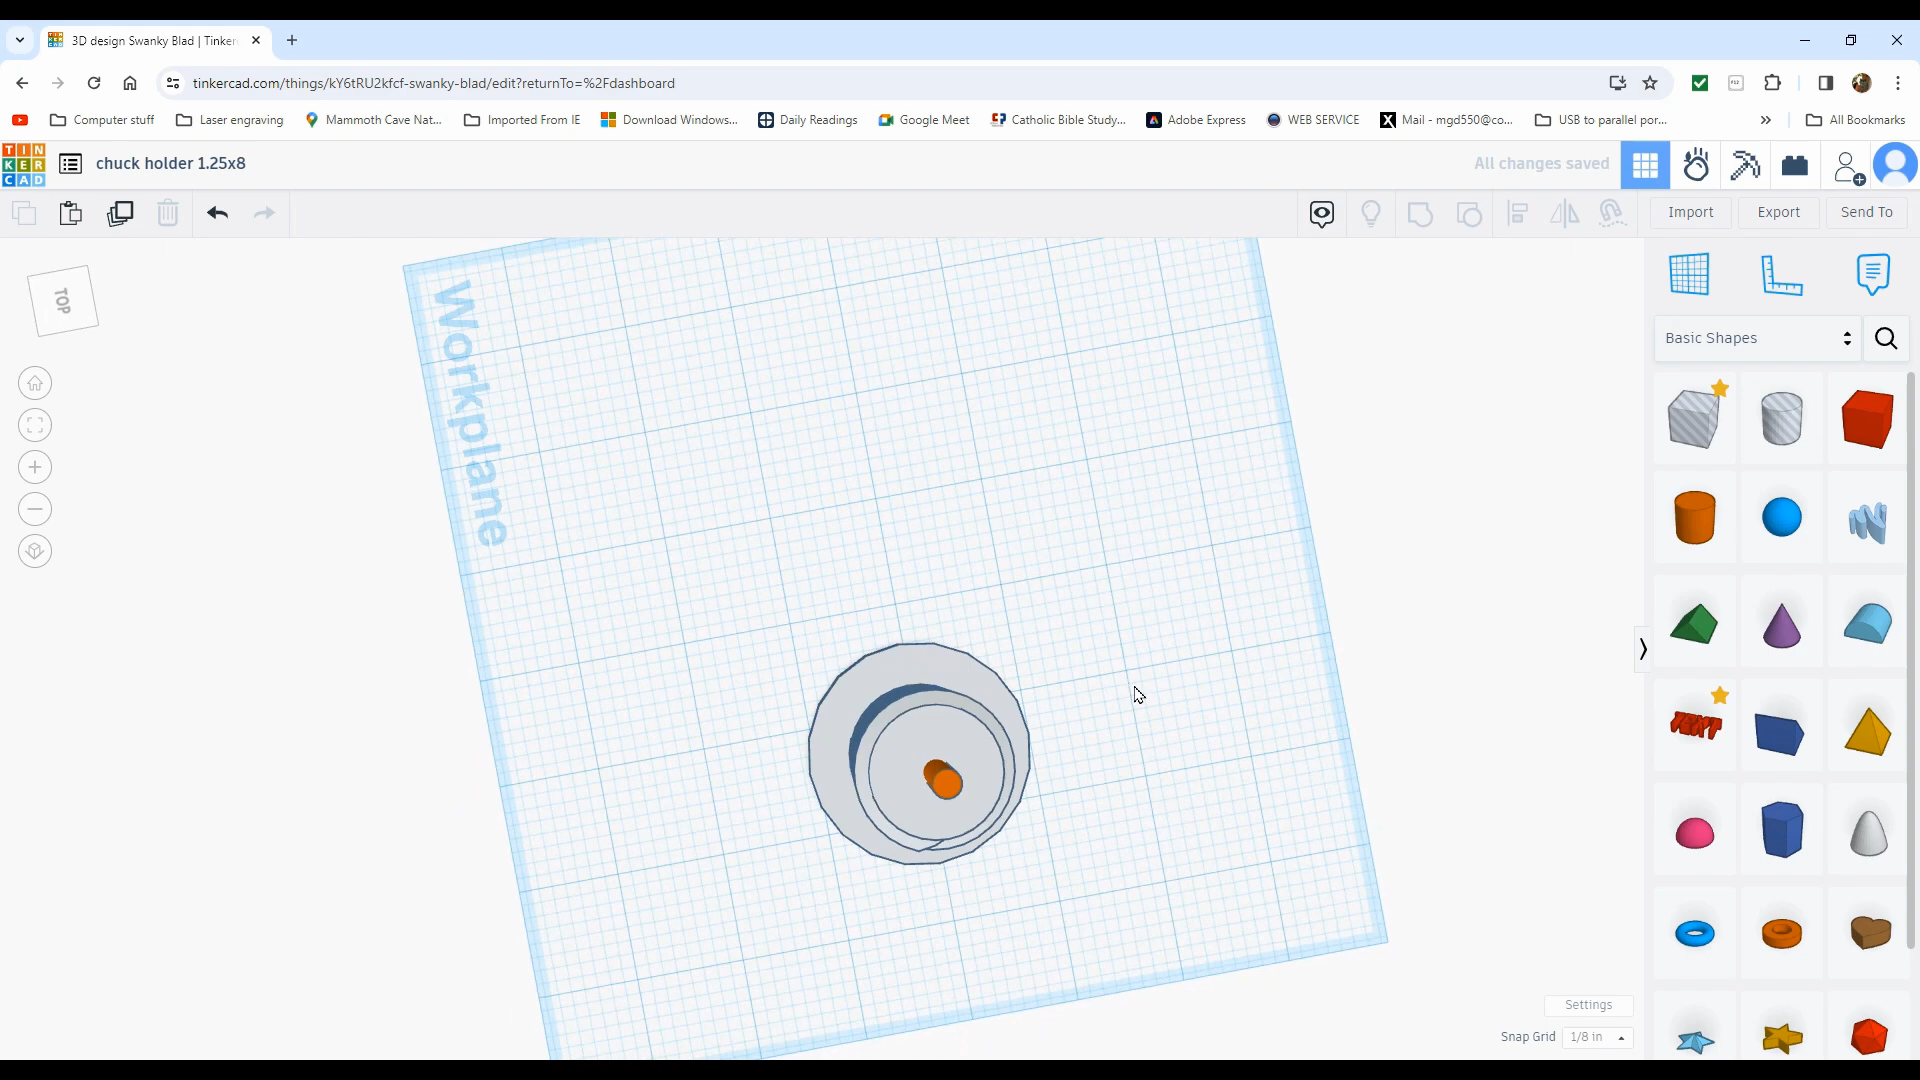 3D design Swanky Blad | Tinker
tinkercad.com/things/kY6tRU2kfcf-swanky-blad/edit?returnTo=%2Fdashboard
Computer stuff
Laser engraving
Mammoth Cave Nat...
Imported From IE
Download Windows...
Daily Readings
Google Meet
Catholic Bible Study...
Adobe Express
WEB SERVICE
Mail - mgd550@co...
USB to parallel por...
»
All Bookmarks
TIN
KER
CAD
chuck holder 1.25x8
All changes saved
Import
Export
Send To
TOP
Workplane
Basic Shapes
TEXT
Settings
Snap Grid
1/8 in